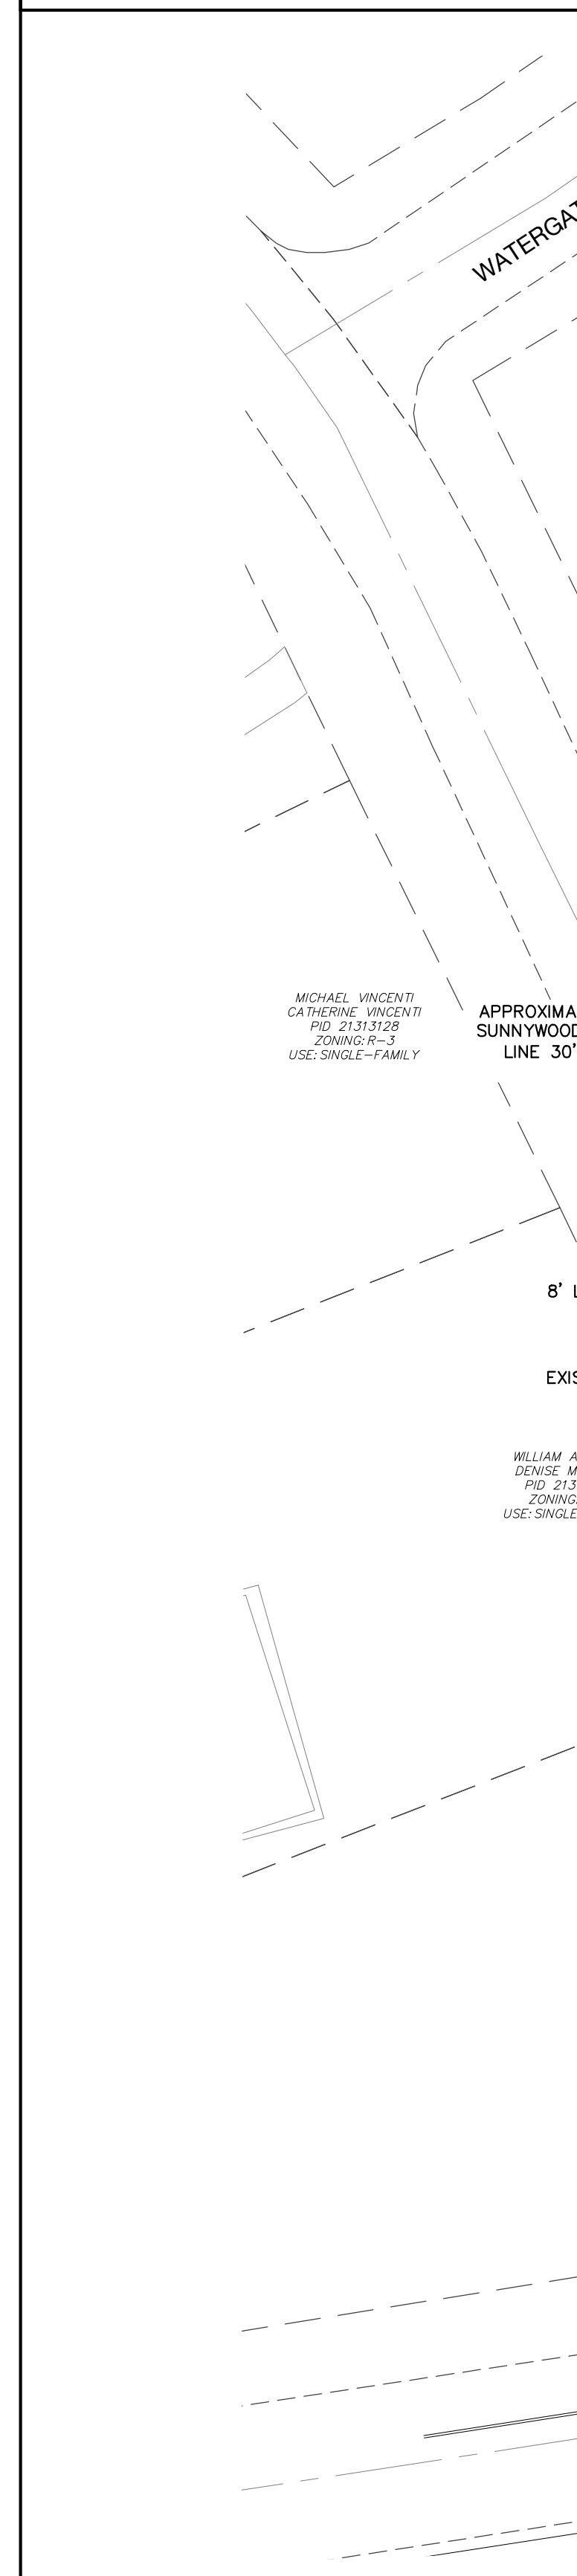 WATERGAT
MICHAEL VINCENTI
CATHERINE VINCENTI
PID 21313128
ZONING: R-3
USE: SINGLE-FAMILY
APPROXIMA
SUNNYWOOD
LINE 30'
8' L
EXIS
WILLIAM A
DENISE M
PID 213
ZONING:
USE: SINGLE